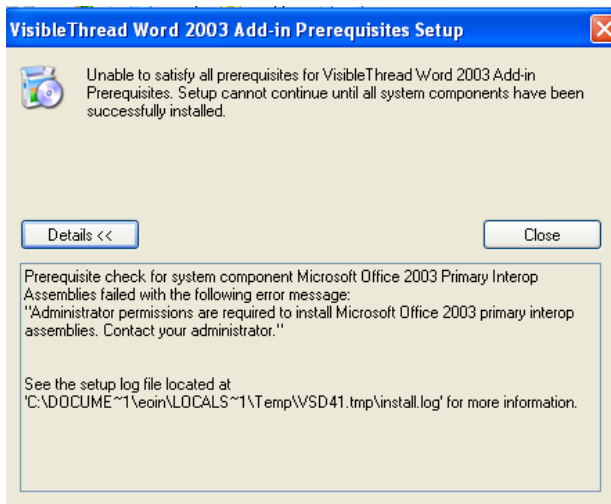 VisibleThread Word 2003 Add-in Prerequisites Setup
Unable to satisfy all prerequisites for VisibleThread Word 2003 Add-in
Prerequisites. Setup cannot continue until all system components have been
successfully installed.
Details <<
Close
Prerequisite check for system component Microsoft Office 2003 Primary Interop
Assemblies failed with the following error message:
"Administrator permissions are required to install Microsoft Office 2003 primary interop
assemblies. Contact your administrator."
See the setup log file located at
'C:\DOCUME~1\eoin\LOCALS~1\Temp\VSD41.tmp\install.log' for more information.